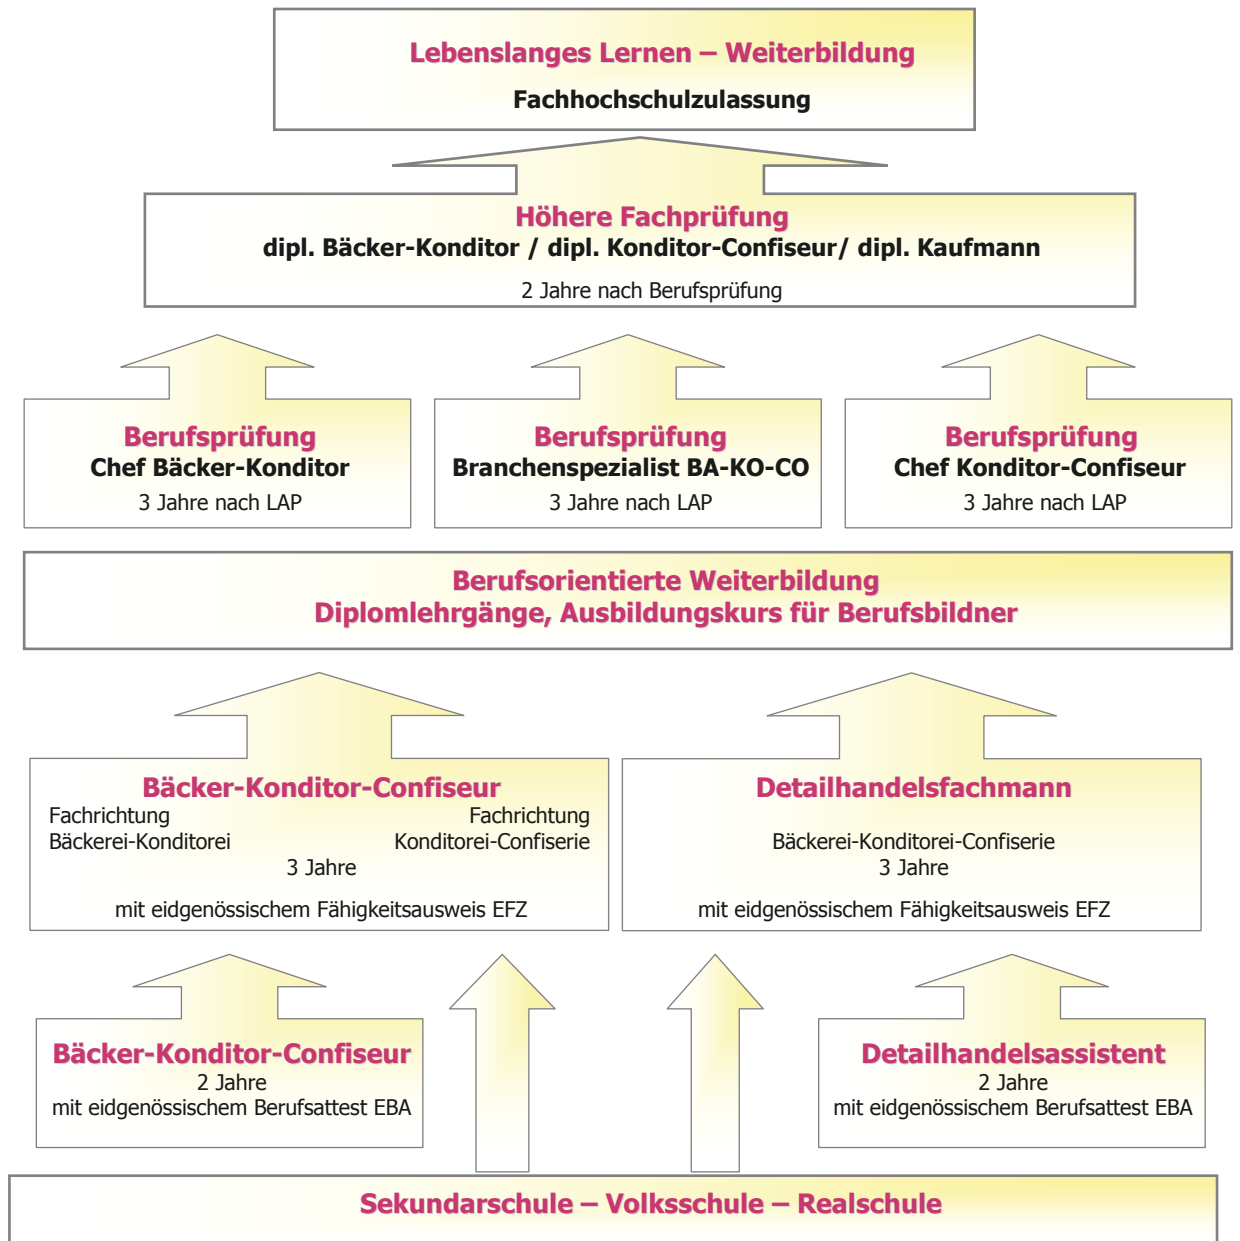 Lebenslanges Lernen – Weiterbildung
Fachhochschulzulassung
Höhere Fachprüfung
dipl. Bäcker-Konditor / dipl. Konditor-Confiseur/ dipl. Kaufmann
2 Jahre nach Berufsprüfung
Berufsprüfung
Chef Bäcker-Konditor
3 Jahre nach LAP
Berufsprüfung
Branchenspezialist BA-KO-CO
3 Jahre nach LAP
Berufsprüfung
Chef Konditor-Confiseur
3 Jahre nach LAP
Berufsorientierte Weiterbildung
Diplomlehrgänge, Ausbildungskurs für Berufsbildner
Bäcker-Konditor-Confiseur
Fachrichtung
Bäckerei-Konditorei
Fachrichtung
Konditorei-Confiserie
3 Jahre
mit eidgenössischem Fähigkeitsausweis EFZ
Detailhandelsfachmann
Bäckerei-Konditorei-Confiserie
3 Jahre
mit eidgenössischem Fähigkeitsausweis EFZ
Bäcker-Konditor-Confiseur
2 Jahre
mit eidgenössischem Berufsattest EBA
Detailhandelsassistent
2 Jahre
mit eidgenössischem Berufsattest EBA
Sekundarschule – Volksschule – Realschule